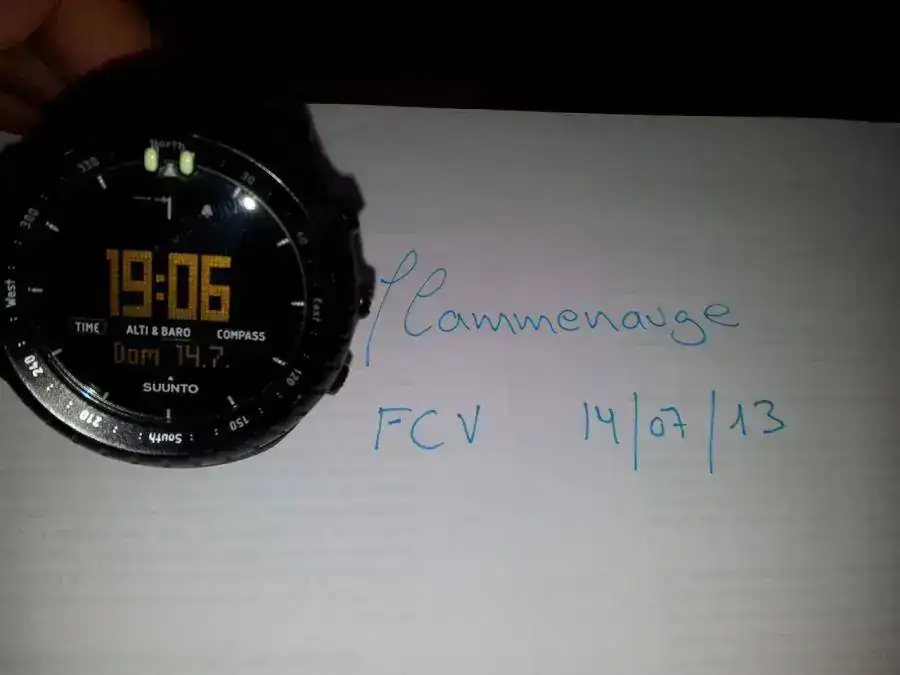 North
330
30
300
60
19:06
West
East
TIME ALTI & BARO COMPASS
Dom 14.7.
SUUNTO
240
120
210
150
South
Flammenauge
FCV 14/07/13